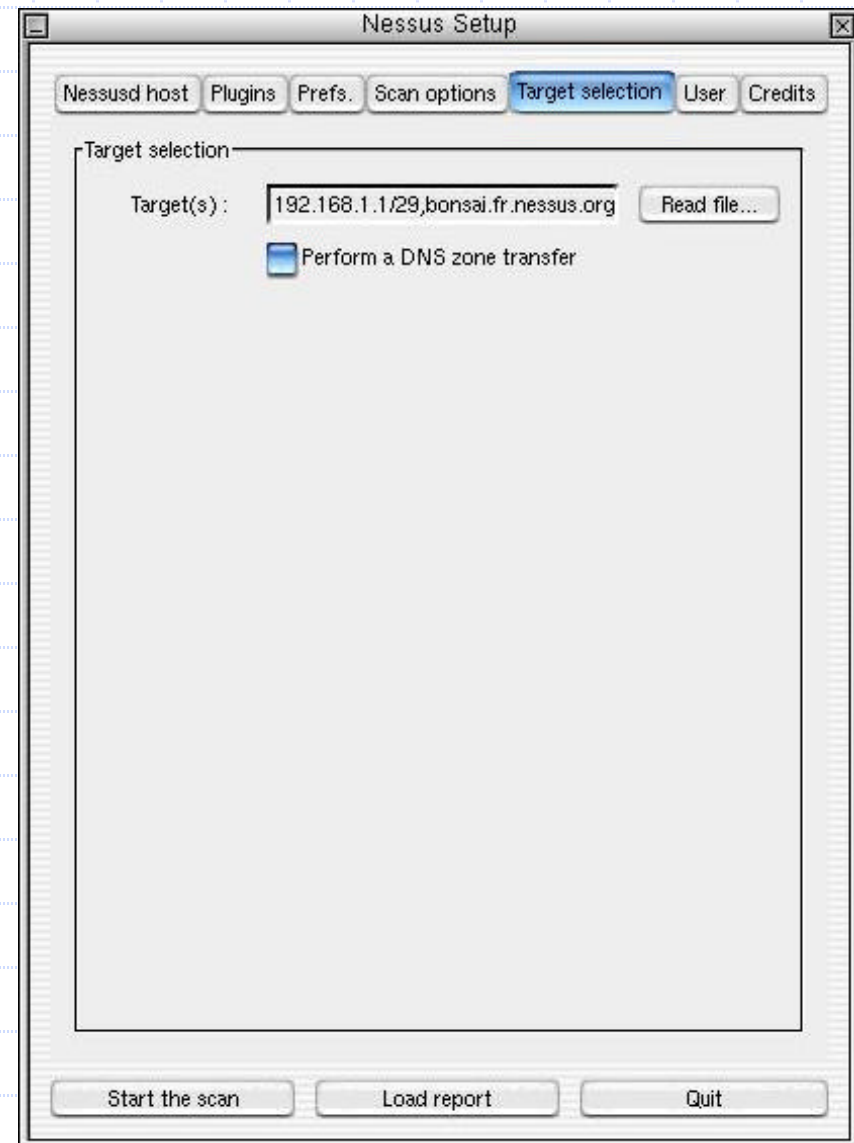 Nessus Setup
Nessusd host Plugins Prefs. Scan options Target selection User Credits
Target selection
Target(s) : 192.168.1.1/29,bonsai.fr.nessus.org Read file...
Perform a DNS zone transfer
Start the scan Load report Quit